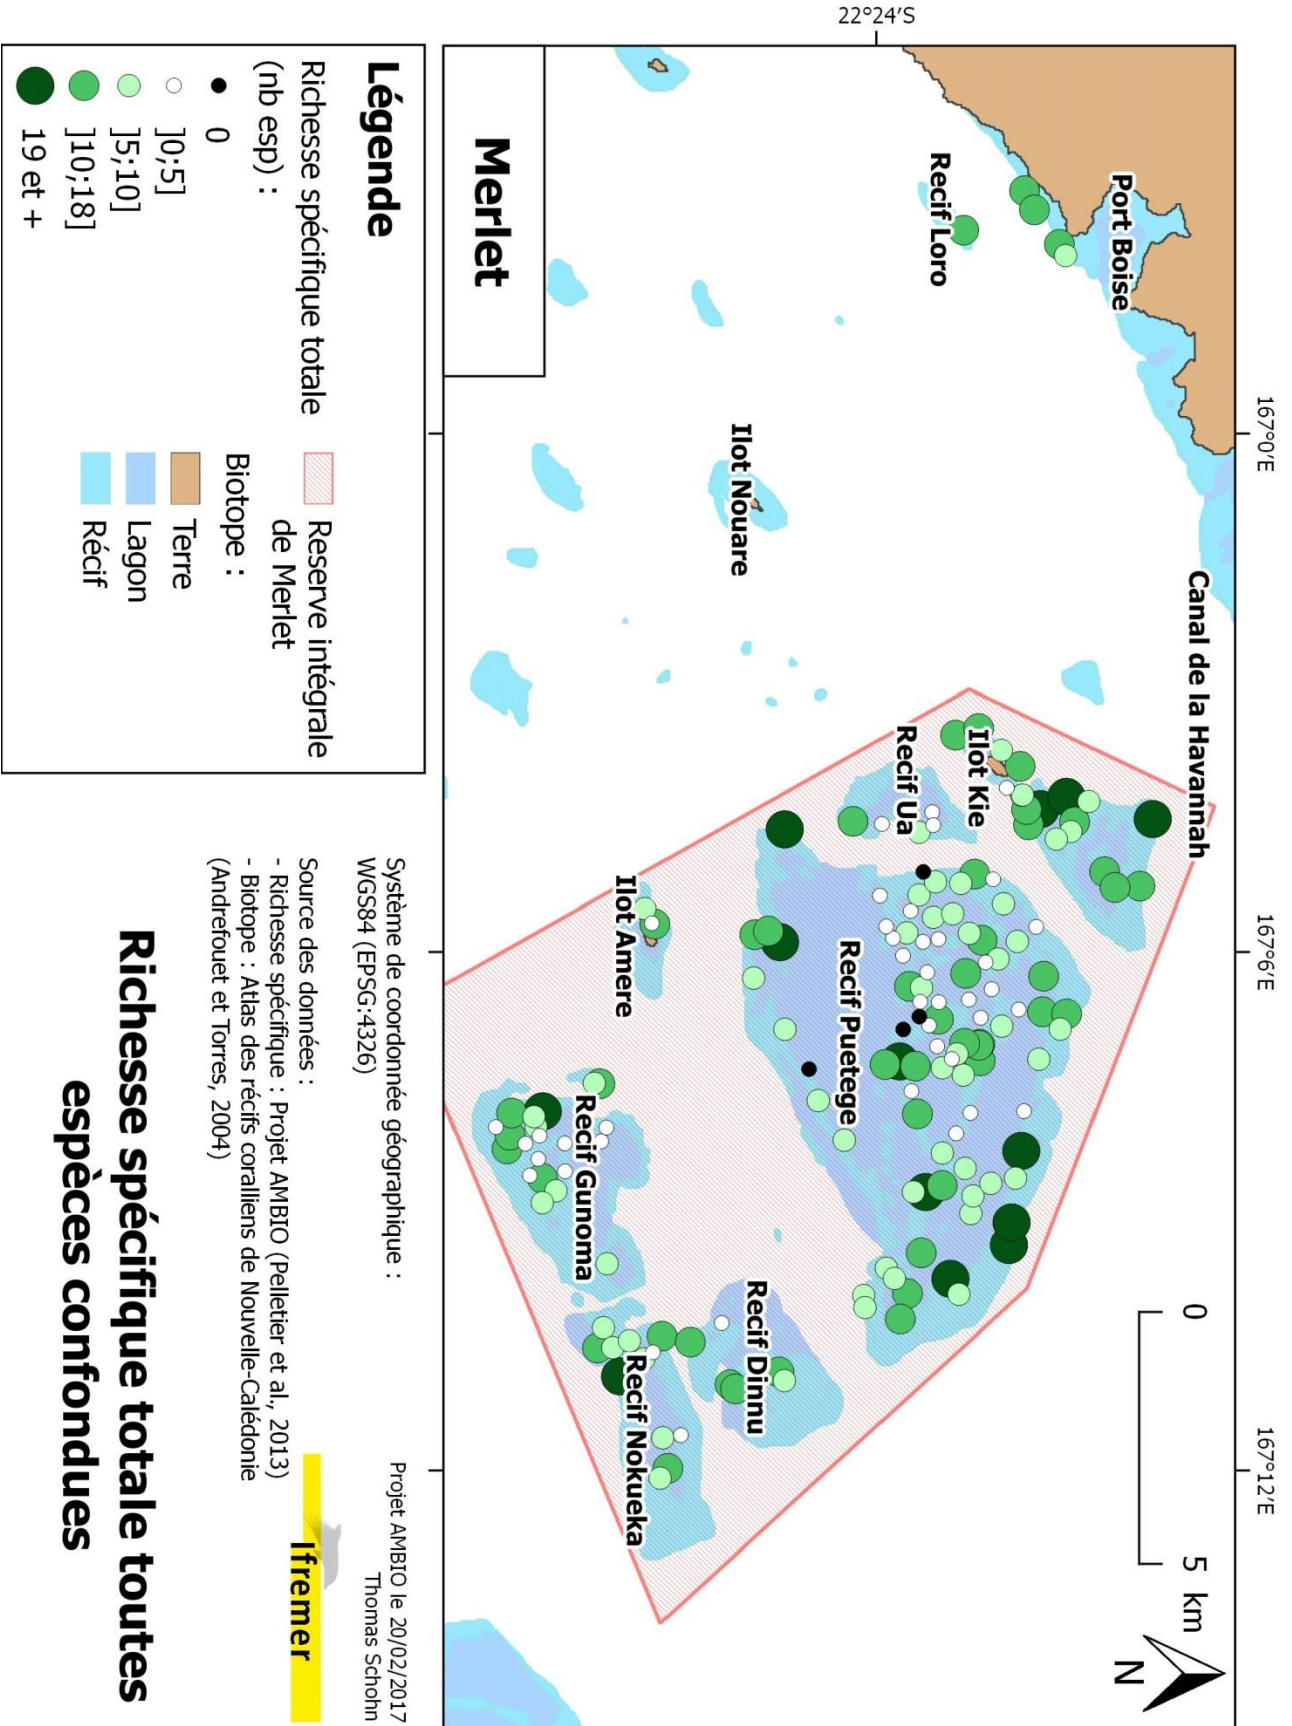 167°0′E
167°6′E
167°12′E
22°24′S
Canal de la Havannah
Port Boise
Recif Loro
Ilot Kie
Recif Ua
Ilot Nouare
Recif Puetege
Ilot Amere
Recif Dinnu
Recif Gunoma
Recif Nokueka
0
5 km
N
Merlet
Légende
Richesse spécifique totale
(nb esp) :
0
]0;5]
]5;10]
]10;18]
19 et +
Reserve intégrale
de Merlet
Biotope :
Terre
Lagon
Récif
Système de coordonnée géographique :
WGS84 (EPSG:4326)
Source des données :
- Richesse spécifique : Projet AMBIO (Pelletier et al., 2013)
- Biotope : Atlas des récifs coralliens de Nouvelle-Calédonie
(Andrefouet et Torres, 2004)
Projet AMBIO le 20/02/2017
Thomas Schohn
Ifremer
Richesse spécifique totale toutes
espèces confondues